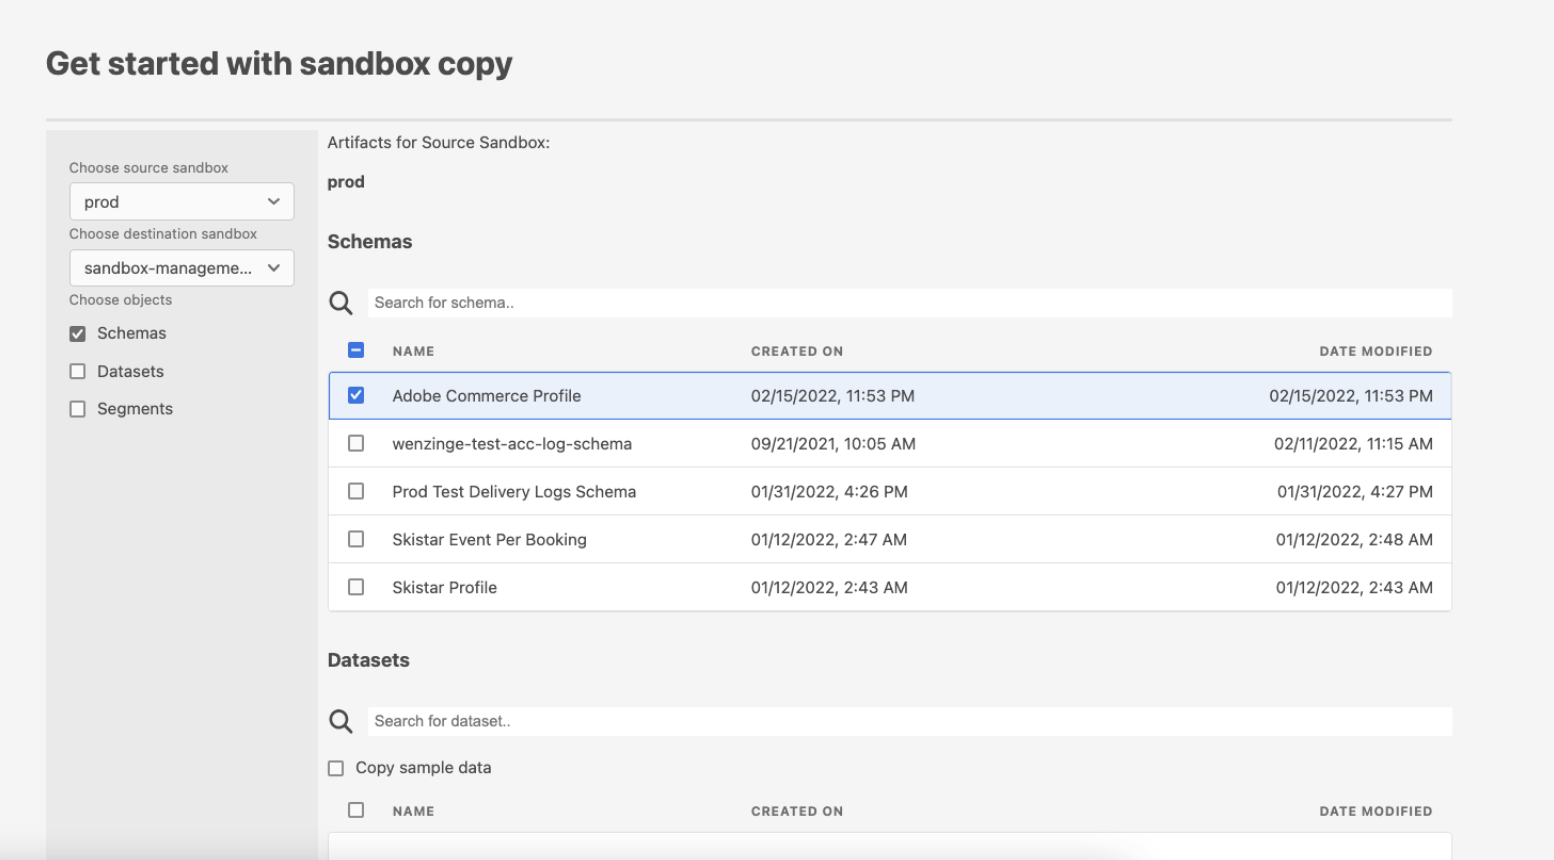 Get started with sandbox copy
Choose source sandbox
prod
Choose destination sandbox
sandbox-manageme...
Choose objects
Schemas
Datasets
Segments
Artifacts for Source Sandbox:
prod
Schemas
Search for schema..
NAME CREATED ON DATE MODIFIED
Adobe Commerce Profile 02/15/2022, 11:53 PM 02/15/2022, 11:53 PM
wenzinge-test-acc-log-schema 09/21/2021, 10:05 AM 02/11/2022, 11:15 AM
Prod Test Delivery Logs Schema 01/31/2022, 4:26 PM 01/31/2022, 4:27 PM
Skistar Event Per Booking 01/12/2022, 2:47 AM 01/12/2022, 2:48 AM
Skistar Profile 01/12/2022, 2:43 AM 01/12/2022, 2:43 AM
Datasets
Search for dataset..
Copy sample data
NAME CREATED ON DATE MODIFIED